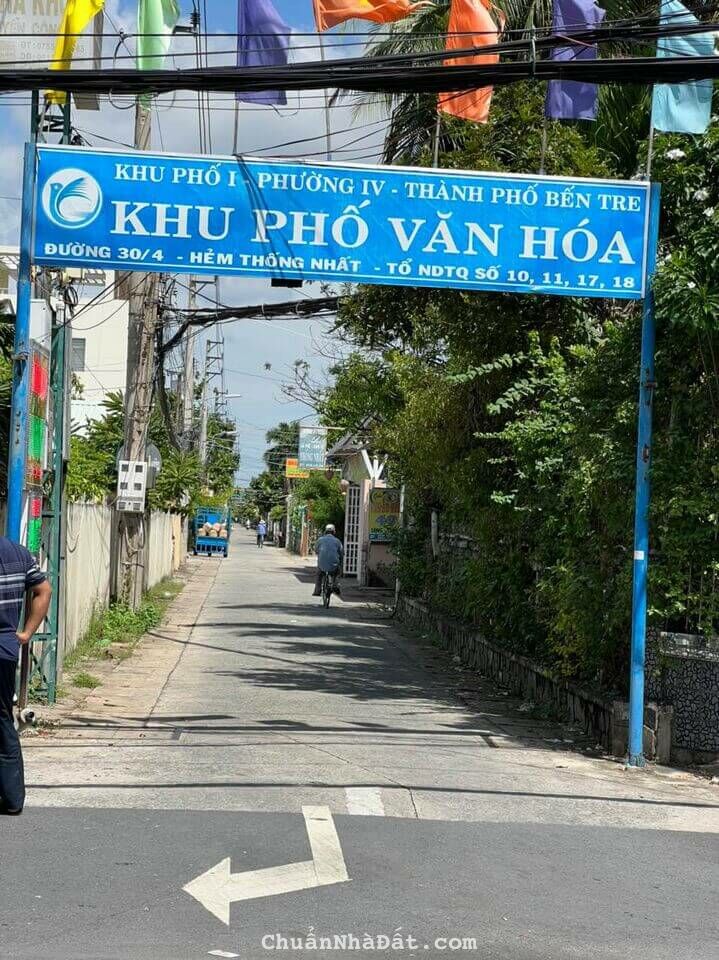 KHU PHỐ I - PHƯỜNG IV - THÀNH PHỐ BẾN TRE
KHU PHỐ VĂN HÓA
ĐƯỜNG 30/4 - HẺM THỐNG NHẤT - TỔ NDTQ SỐ 10, 11, 17, 18
ChuẩnNhàĐất.com